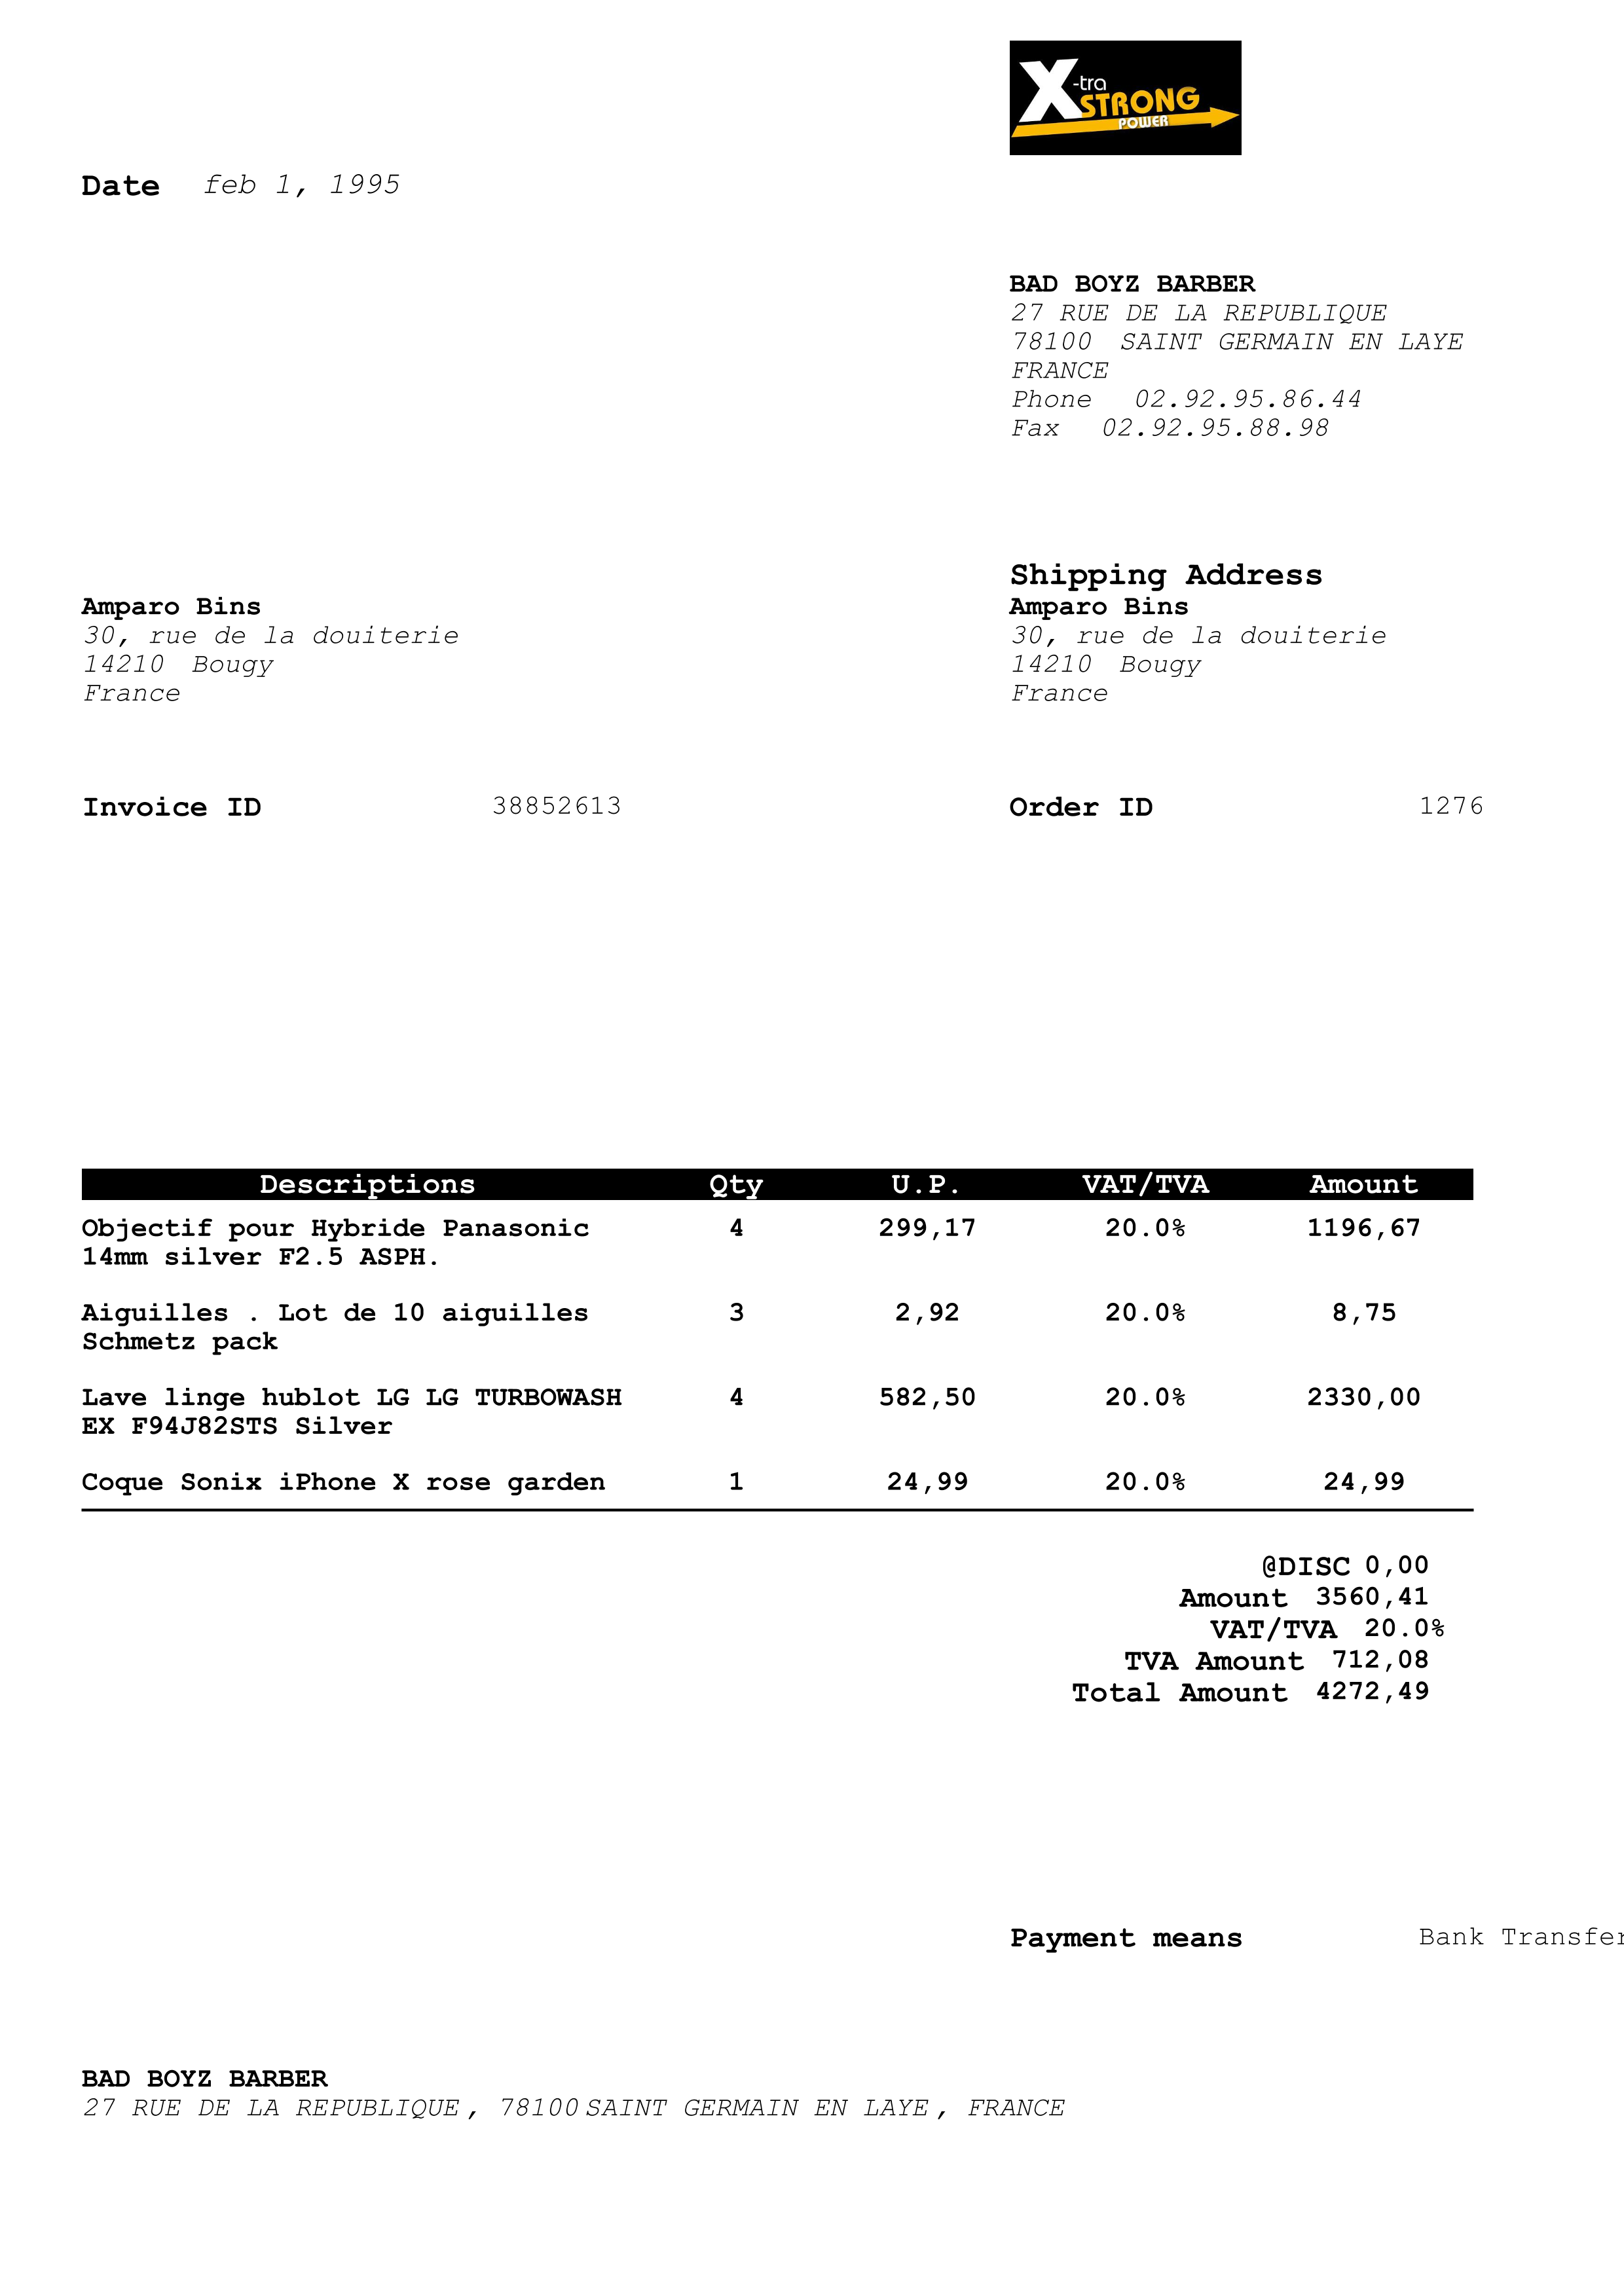 X-tra
STRONG
POWER
Date feb 1, 1995
BAD BOYZ BARBER
27 RUE DE LA REPUBLIQUE
78100 SAINT GERMAIN EN LAYE
FRANCE
Phone 02.92.95.86.44
Fax 02.92.95.88.98
Amparo Bins
30, rue de la douiterie
14210 Bougy
France
Shipping Address
Amparo Bins
30, rue de la douiterie
14210 Bougy
France
Invoice ID 38852613
Order ID 1276
Descriptions Qty U.P. VAT/TVA Amount
Objectif pour Hybride Panasonic 4 299,17 20.0% 1196,67
14mm silver F2.5 ASPH.
Aiguilles . Lot de 10 aiguilles 3 2,92 20.0% 8,75
Schmetz pack
Lave linge hublot LG LG TURBOWASH 4 582,50 20.0% 2330,00
EX F94J82STS Silver
Coque Sonix iPhone X rose garden 1 24,99 20.0% 24,99
@DISC 0,00
Amount 3560,41
VAT/TVA 20.0%
TVA Amount 712,08
Total Amount 4272,49
Payment means Bank Transfer
BAD BOYZ BARBER
27 RUE DE LA REPUBLIQUE, 78100 SAINT GERMAIN EN LAYE, FRANCE